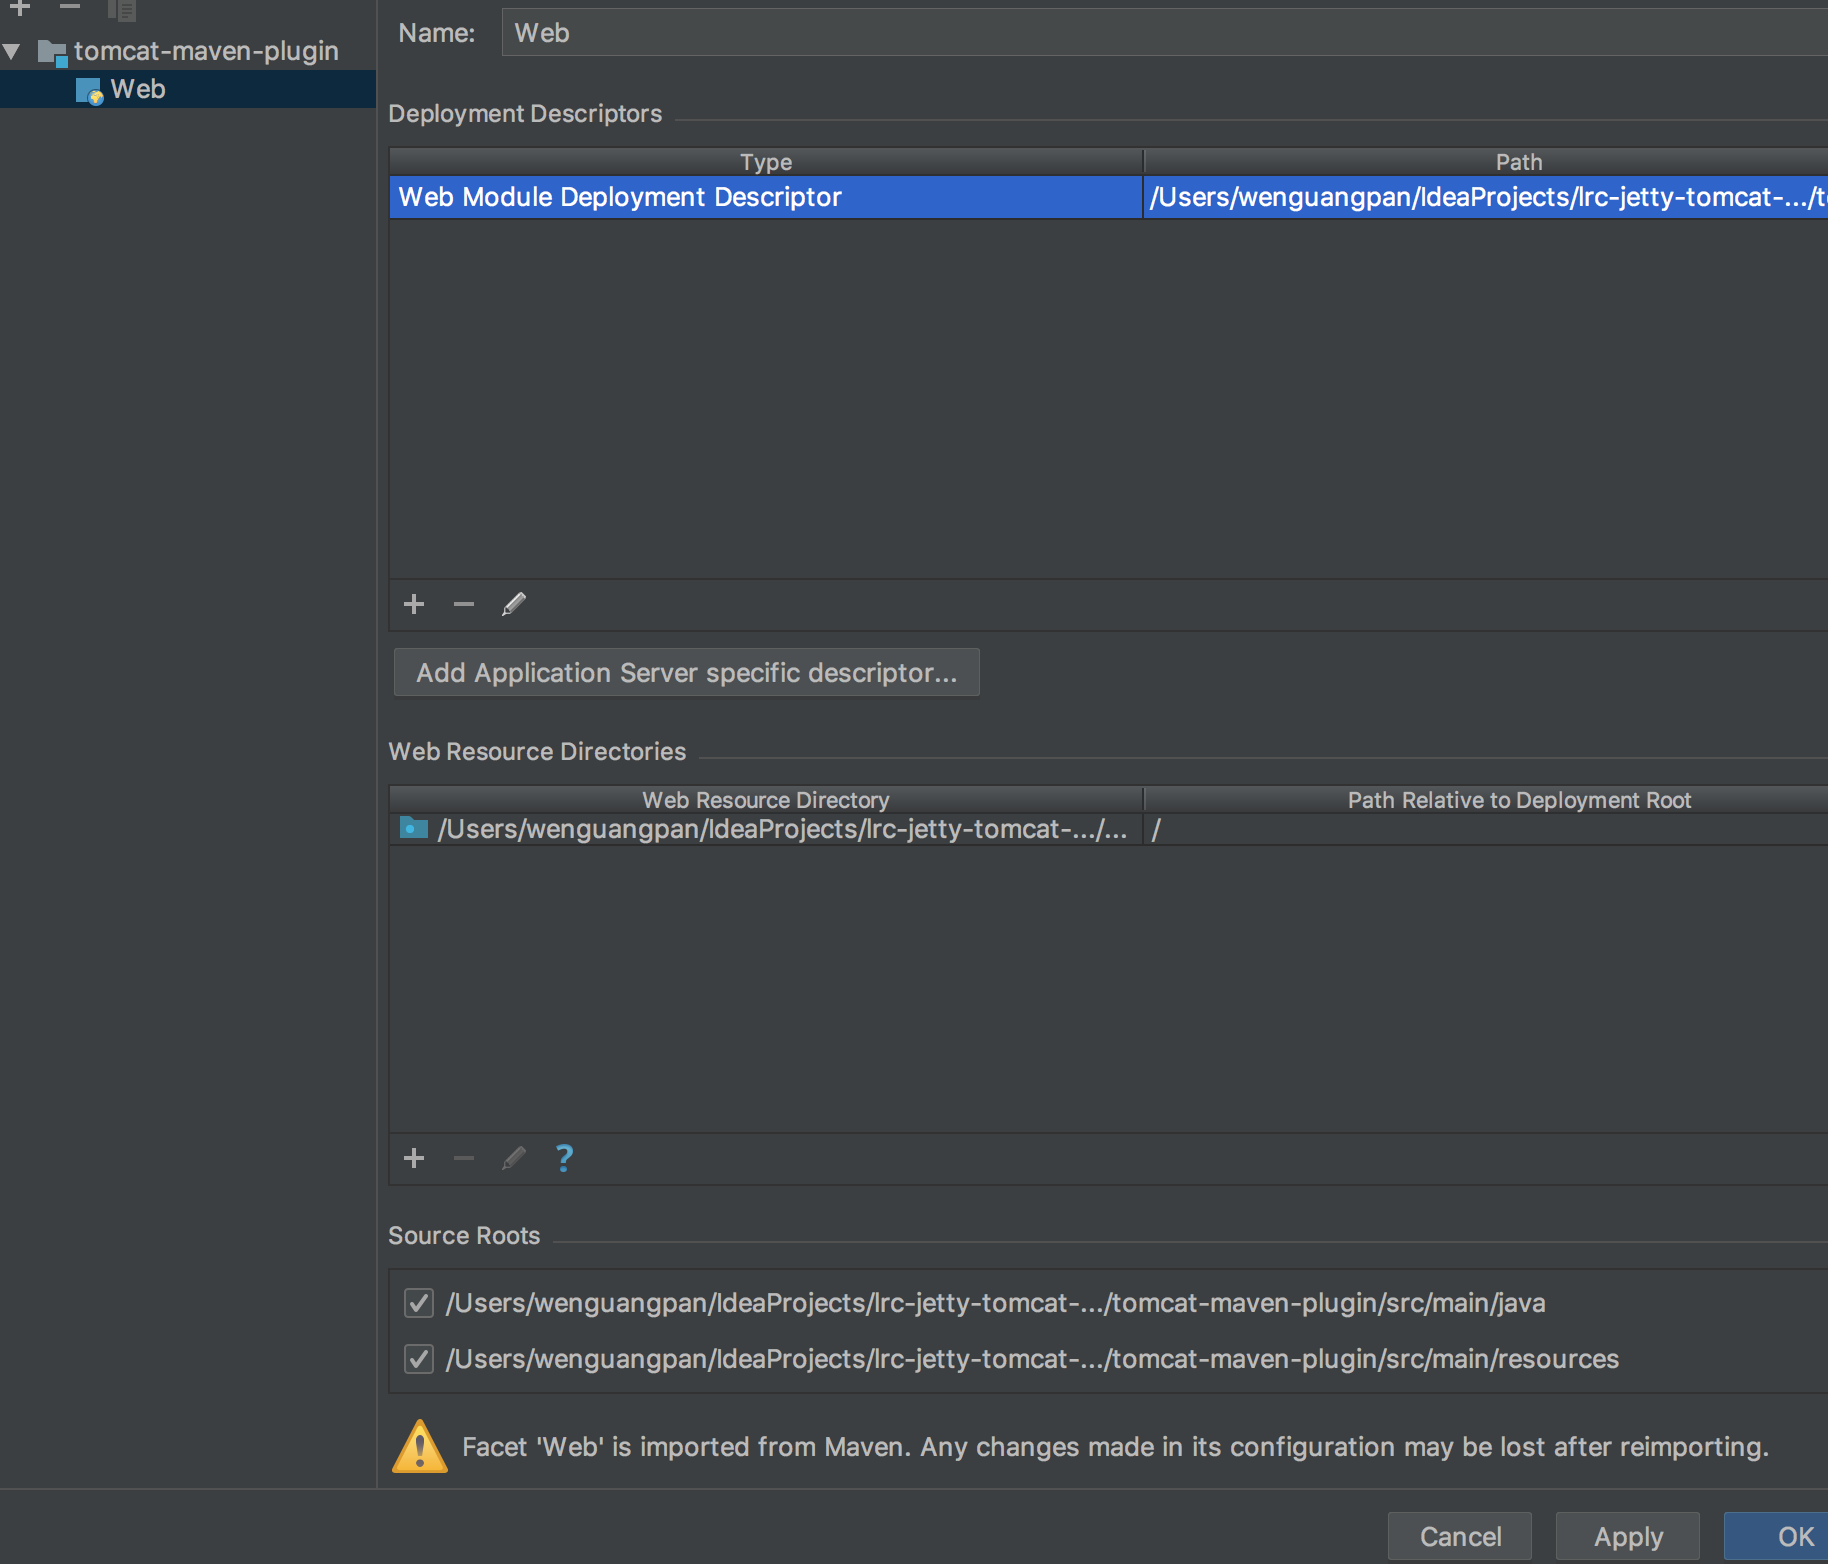 tomcat-maven-plugin
Web
Name: Web
Deployment Descriptors
Type Path
Web Module Deployment Descriptor /Users/wenguangpan/IdeaProjects/lrc-jetty-tomcat-.../t
Add Application Server specific descriptor...
Web Resource Directories
Web Resource Directory Path Relative to Deployment Root
/Users/wenguangpan/IdeaProjects/lrc-jetty-tomcat-.../... /
?
Source Roots
/Users/wenguangpan/IdeaProjects/lrc-jetty-tomcat-.../tomcat-maven-plugin/src/main/java
/Users/wenguangpan/IdeaProjects/lrc-jetty-tomcat-.../tomcat-maven-plugin/src/main/resources
Facet 'Web' is imported from Maven. Any changes made in its configuration may be lost after reimporting.
Cancel Apply OK